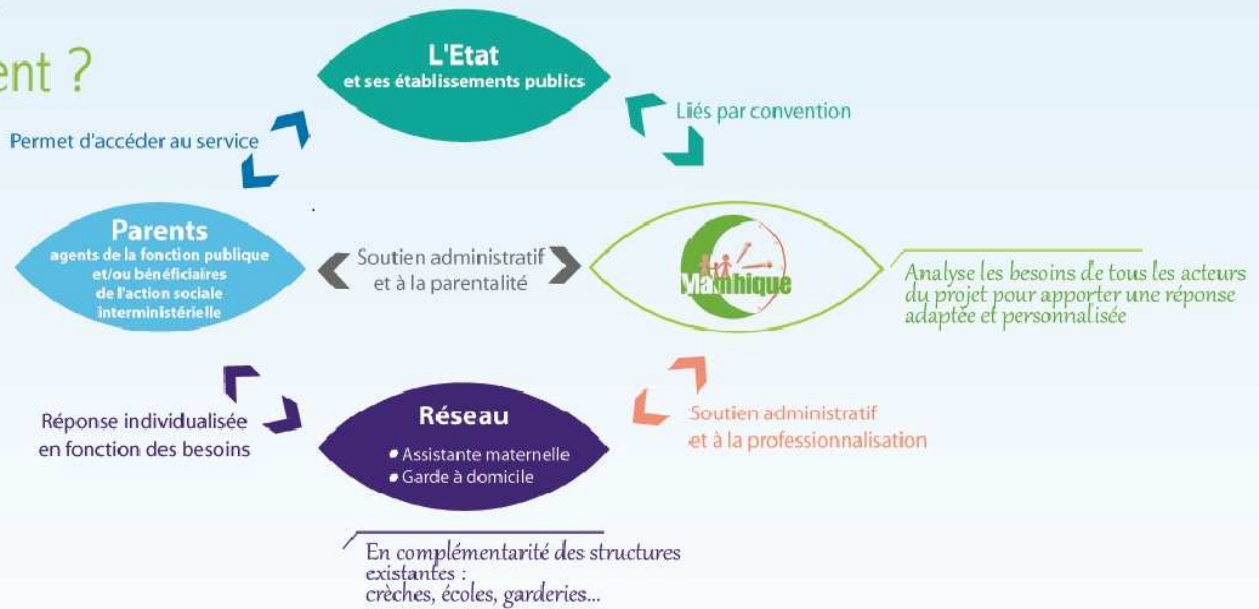 ent ?
L'Etat
et ses établissements publics
Permet d'accéder au service
Liés par convention
Parents
agents de la fonction publique
et/ou bénéficiaires
de l'action sociale
interministérielle
Soutien administratif
et à la parentalité
Analyse les besoins de tous les acteurs
du projet pour apporter une réponse
adaptée et personnalisée
Réponse individualisée
en fonction des besoins
Réseau
• Assistante maternelle
• Garde à domicile
Soutien administratif
et à la professionnalisation
En complémentarité des structures
existantes :
crèches, écoles, garderies...